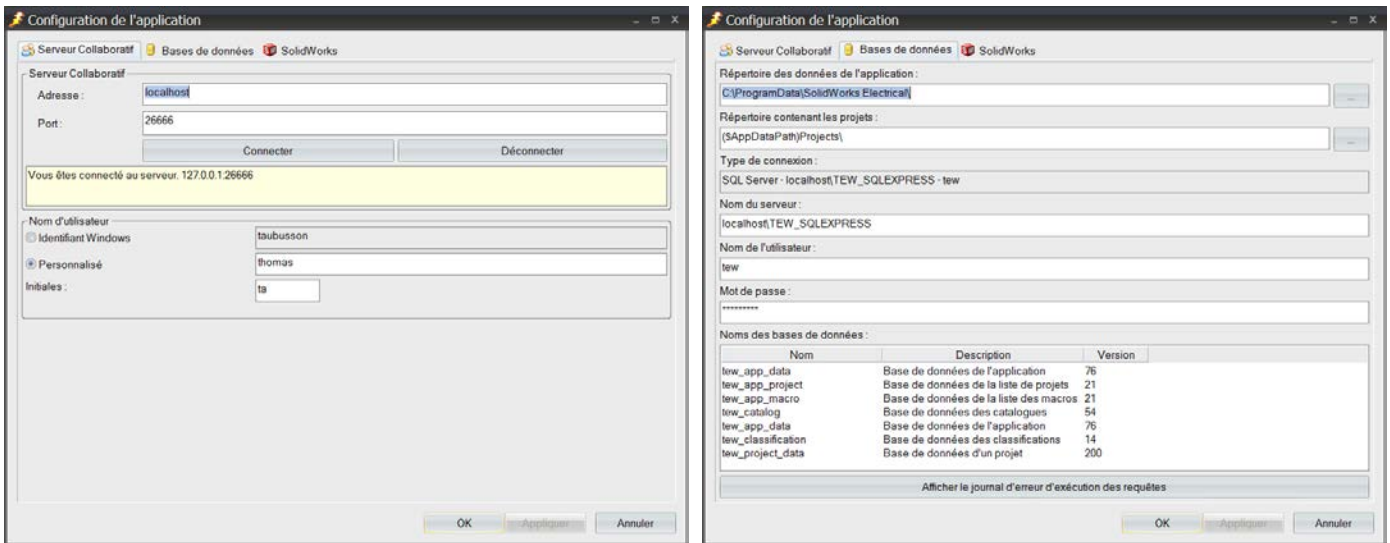 Configuration de l'application
Serveur Collaboratif Bases de données SolidWorks
Serveur Collaboratif
Adresse : localhost
Port : 26666
Connecter Déconnecter
Vous êtes connecté au serveur. 127.0.0.1:26666
Nom d'utilisateur
Identifiant Windows taubusson
Personnalisé thomas
Initiales : ta
OK Appliquer Annuler
Configuration de l'application
Serveur Collaboratif Bases de données SolidWorks
Répertoire des données de l'application :
C:\ProgramData\SolidWorks Electrical\
...
Répertoire contenant les projets :
($AppDataPath)Projects\
...
Type de connexion :
SQL Server - localhost\TEW_SQLEXPRESS - tew
Nom du serveur :
localhost\TEW_SQLEXPRESS
Nom de l'utilisateur :
tew
Mot de passe :
*********
Noms des bases de données :
Nom Description Version
tew_app_data Base de données de l'application 76
tew_app_project Base de données de la liste de projets 21
tew_app_macro Base de données de la liste des macros 21
tew_catalog Base de données des catalogues 54
tew_app_data Base de données de l'application 76
tew_classification Base de données des classifications 14
tew_project_data Base de données d'un projet 200
Afficher le journal d'erreur d'exécution des requêtes
OK Appliquer Annuler